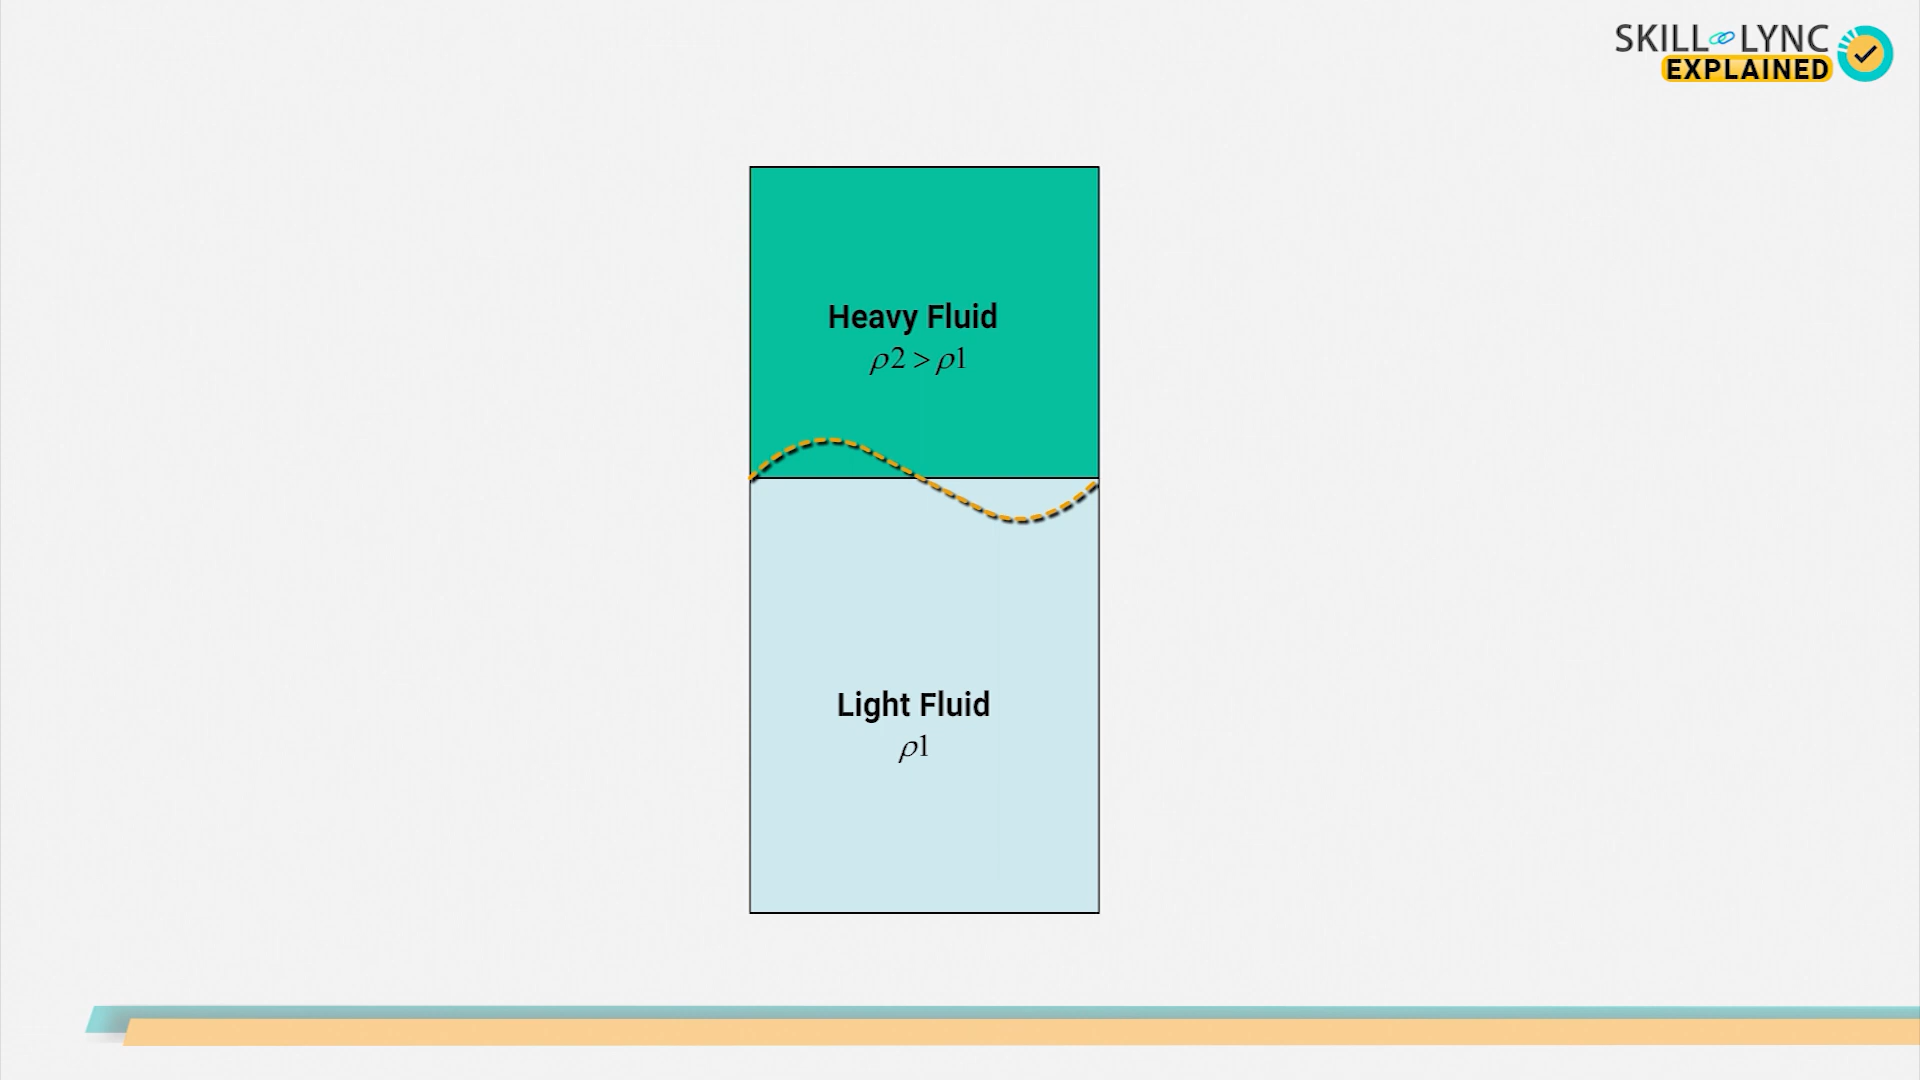 SKILL LYNC
EXPLAINED
Heavy Fluid
ρ2 > ρ1
Light Fluid
ρ1